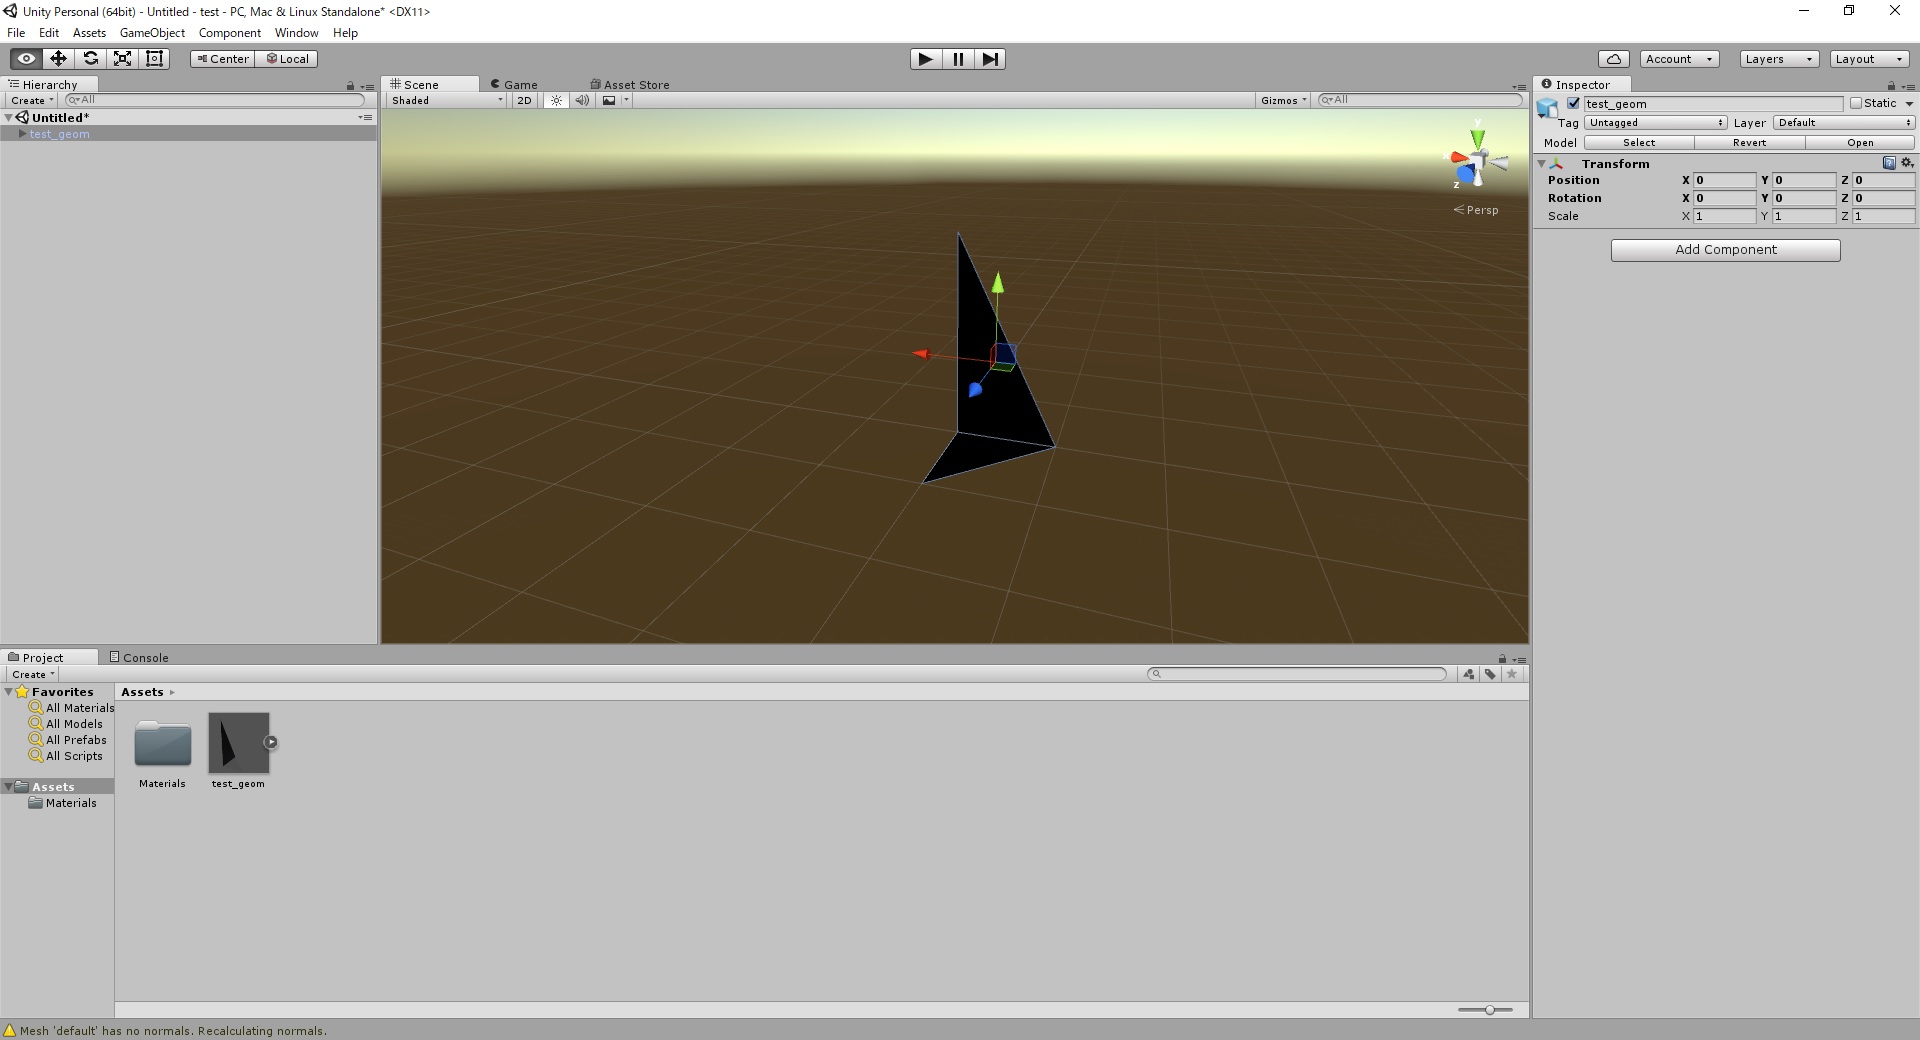 Unity Personal (64bit) - Untitled - test - PC, Mac & Linux Standalone* <DX11>
File Edit Assets GameObject Component Window Help
Center Local Account Layers Layout
Hierarchy
Create All
Untitled*
test_geom
Scene Game Asset Store
Shaded 2D Gizmos All
y
z
Persp
Inspector
test_geom Static
Tag Untagged Layer Default
Model Select Revert Open
Transform
Position X 0 Y 0 Z 0
Rotation X 0 Y 0 Z 0
Scale X 1 Y 1 Z 1
Add Component
Project Console
Create
Favorites
All Materials
All Models
All Prefabs
All Scripts
Assets
Materials
Assets
Materials test_geom
Mesh 'default' has no normals. Recalculating normals.